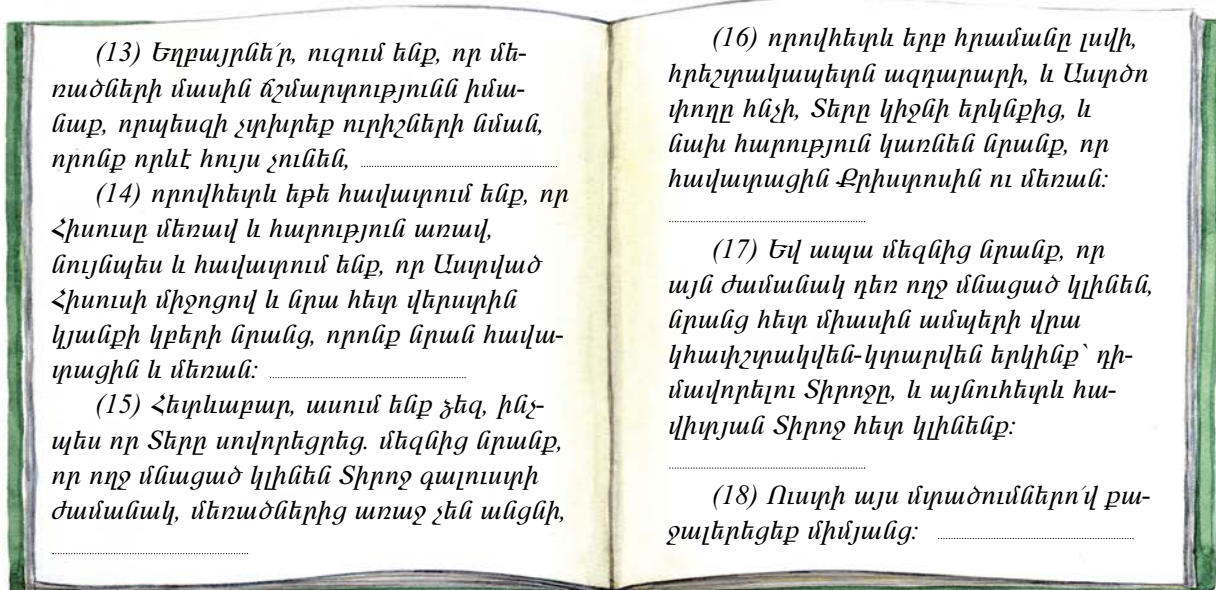 (13) Եղբայրնե՛ր, ուզում ենք, որ մե-
ռածների մասին ճշմարտությունն իմա-
նաք, որպեսզի չտխրեք ուրիշների նման,
որոնք որևէ հույս չունեն, ..........
(14) որովհետև եթե հավատում ենք, որ
Հիսուսը մեռավ և հարություն առավ,
նույնպես և հավատում ենք, որ Աստված
Հիսուսի միջոցով և նրա հետ վերստին
կյանքի կբերի նրանց, որոնք նրան հավա-
տացին և մեռան: ..........
(15) Հետևաբար, ասում ենք ձեզ, ինչ-
պես որ Տերը սովորեցրեց. մեզնից նրանք,
որ ողջ մնացած կլինեն Տիրոջ գալուստի
ժամանակ, մեռածներից առաջ չեն անցնի,
..........
(16) որովհետև երբ հրամանը լսվի,
հրեշտակապետն ազդարարի, և Աստծո
փողը հնչի, Տերը կիջնի երկնքից, և
նախ հարություն կառնեն նրանք, որ
հավատացին Քրիստոսին ու մեռան:
..........
(17) Եվ ապա մեզնից նրանք, որ
այն ժամանակ դեռ ողջ մնացած կլինեն,
նրանց հետ միասին ամպերի վրա
կհափշտակվեն-կտարվեն երկինք՝ դի-
մավորելու Տիրոջը, և այնուհետև հա-
վիտյան Տիրոջ հետ կլինենք:
..........
(18) Ուստի այս մտածումներո՛վ քա-
ջալերեցեք միմյանց: ..........